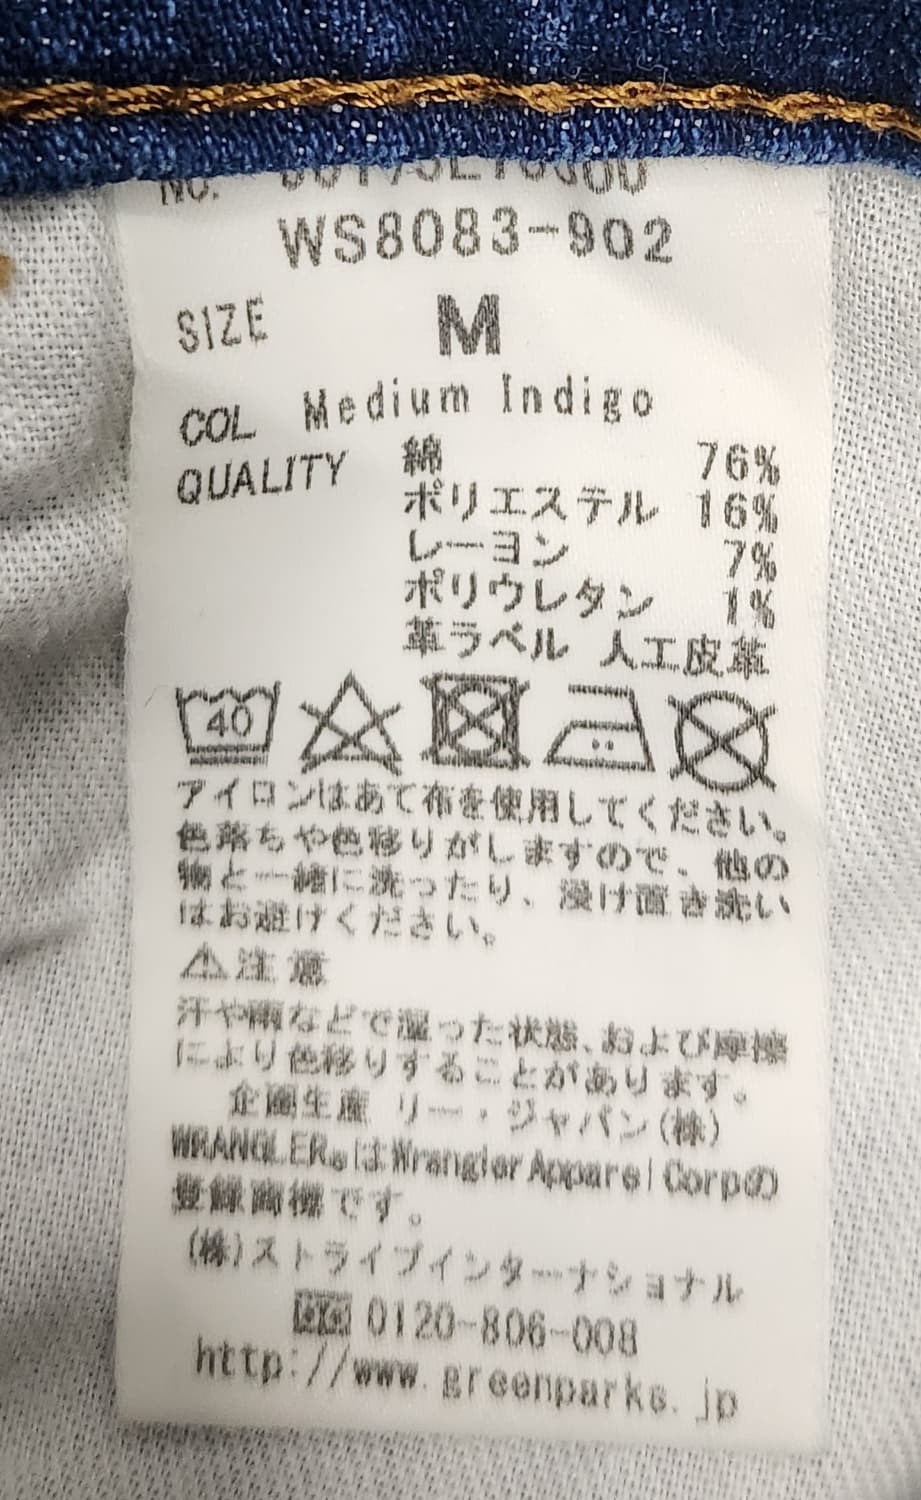 NO.
WS8083-902
SIZE M
COL Medium Indigo
QUALITY 綿 76%
ポリエステル 16%
レーヨン 7%
ポリウレタン 1%
革ラベル 人工皮革
40
アイロンはあて布を使用してください。
色落ちや色移りがしますので、他の
物と一緒に洗ったり、浸け置き洗い
はお避けください。
⚠注意
汗や雨などで湿った状態、および摩擦
により色移りすることがあります。
企画生産 リー・ジャパン(株)
WRANGLER®はWrangler Apparel Corpの
登録商標です。
(株)ストライプインターナショナル
0120-806-008
http://www.greenparks.jp